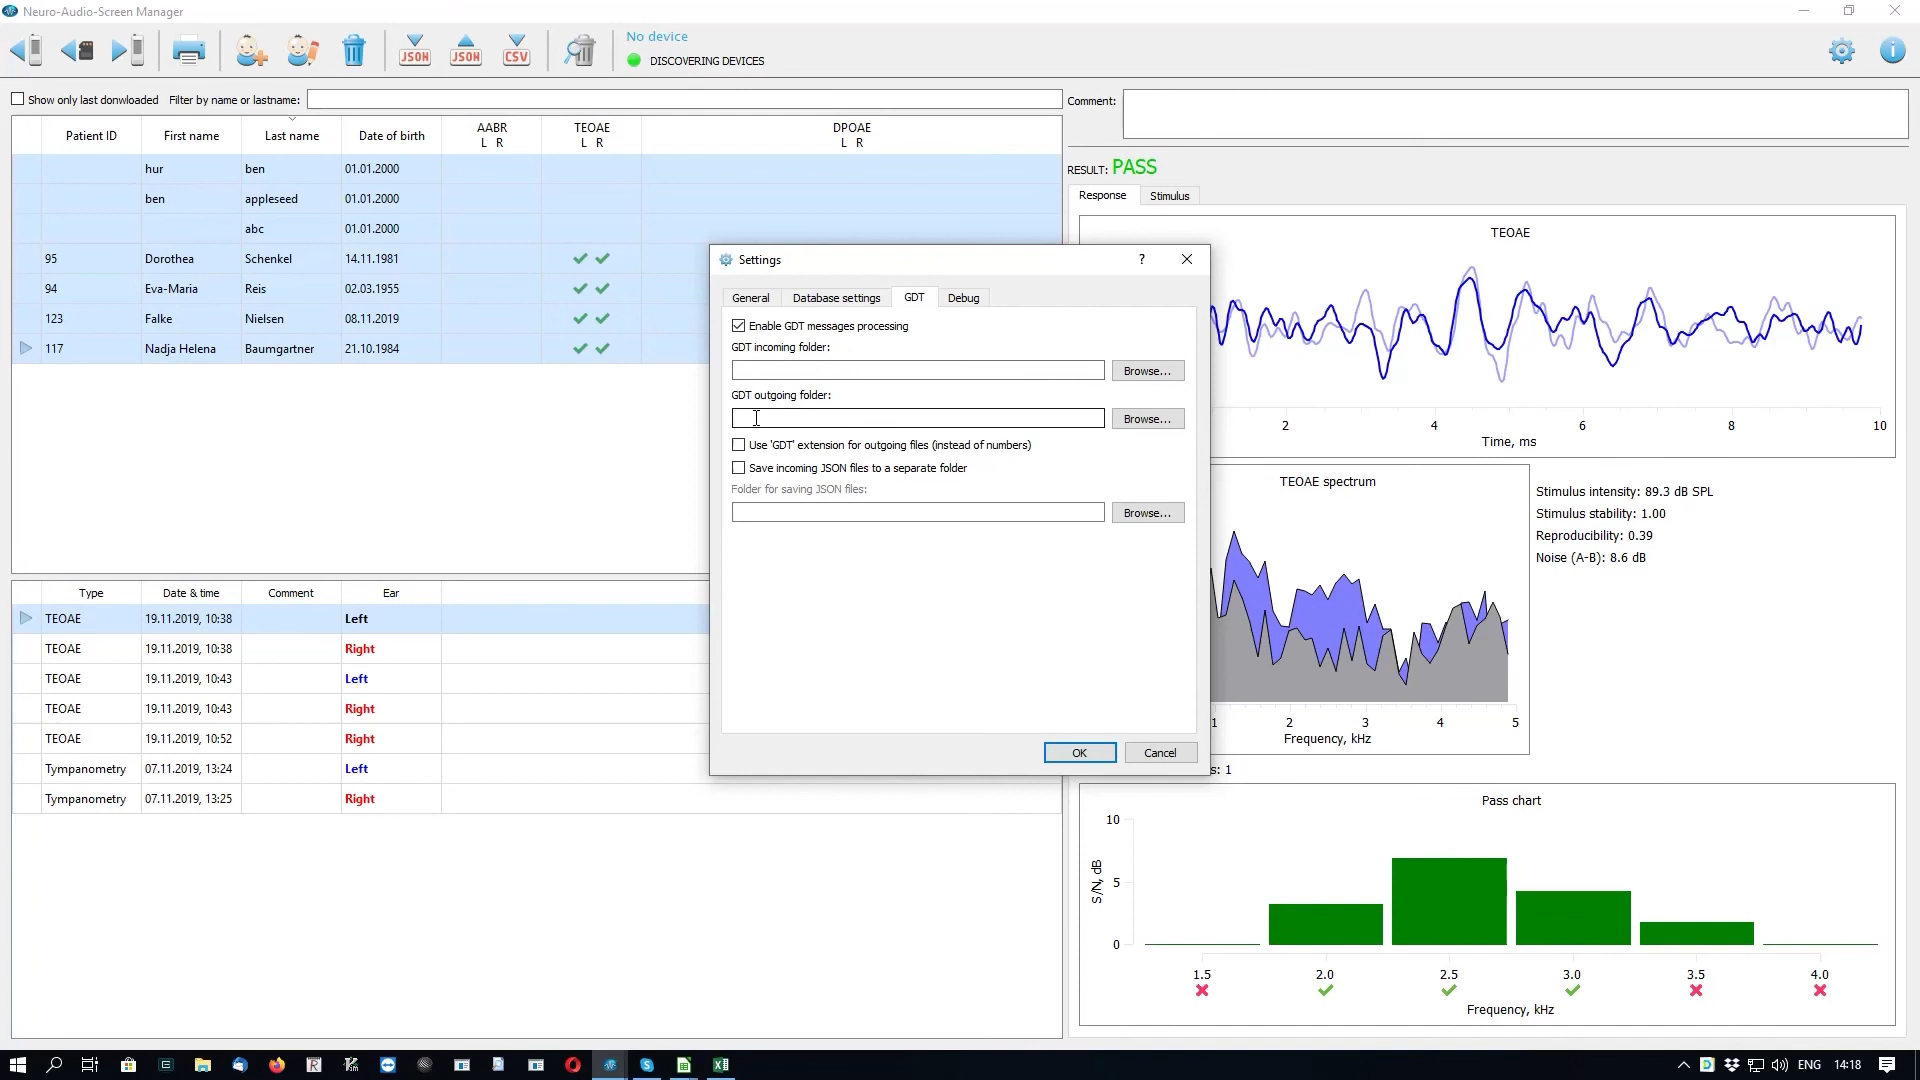 Neuro-Audio-Screen Manager
JSON
JSON
CSV
No device
DISCOVERING DEVICES
Show only last donwloaded
Filter by name or lastname:
Comment:
Patient ID
First name
Last name
Date of birth
AABR
L R
TEOAE
L R
DPOAE
L R
hur ben 01.01.2000
ben appleseed 01.01.2000
abc 01.01.2000
95 Dorothea Schenkel 14.11.1981
94 Eva-Maria Reis 02.03.1955
123 Falke Nielsen 08.11.2019
117 Nadja Helena Baumgartner 21.10.1984
Type Date & time Comment Ear
TEOAE 19.11.2019, 10:38 Left
TEOAE 19.11.2019, 10:38 Right
TEOAE 19.11.2019, 10:43 Left
TEOAE 19.11.2019, 10:43 Right
TEOAE 19.11.2019, 10:52 Right
Tympanometry 07.11.2019, 13:24 Left
Tympanometry 07.11.2019, 13:25 Right
Settings
?
General Database settings GDT Debug
Enable GDT messages processing
GDT incoming folder:
Browse...
GDT outgoing folder:
Browse...
Use 'GDT' extension for outgoing files (instead of numbers)
Save incoming JSON files to a separate folder
Folder for saving JSON files:
Browse...
OK Cancel
RESULT: PASS
Response Stimulus
TEOAE
2 4 6 8 10
Time, ms
TEOAE spectrum
1 2 3 4 5
Frequency, kHz
Stimulus intensity: 89.3 dB SPL
Stimulus stability: 1.00
Reproducibility: 0.39
Noise (A-B): 8.6 dB
s: 1
Pass chart
10
5
0
S/N, dB
1.5 2.0 2.5 3.0 3.5 4.0
Frequency, kHz
ENG 14:18